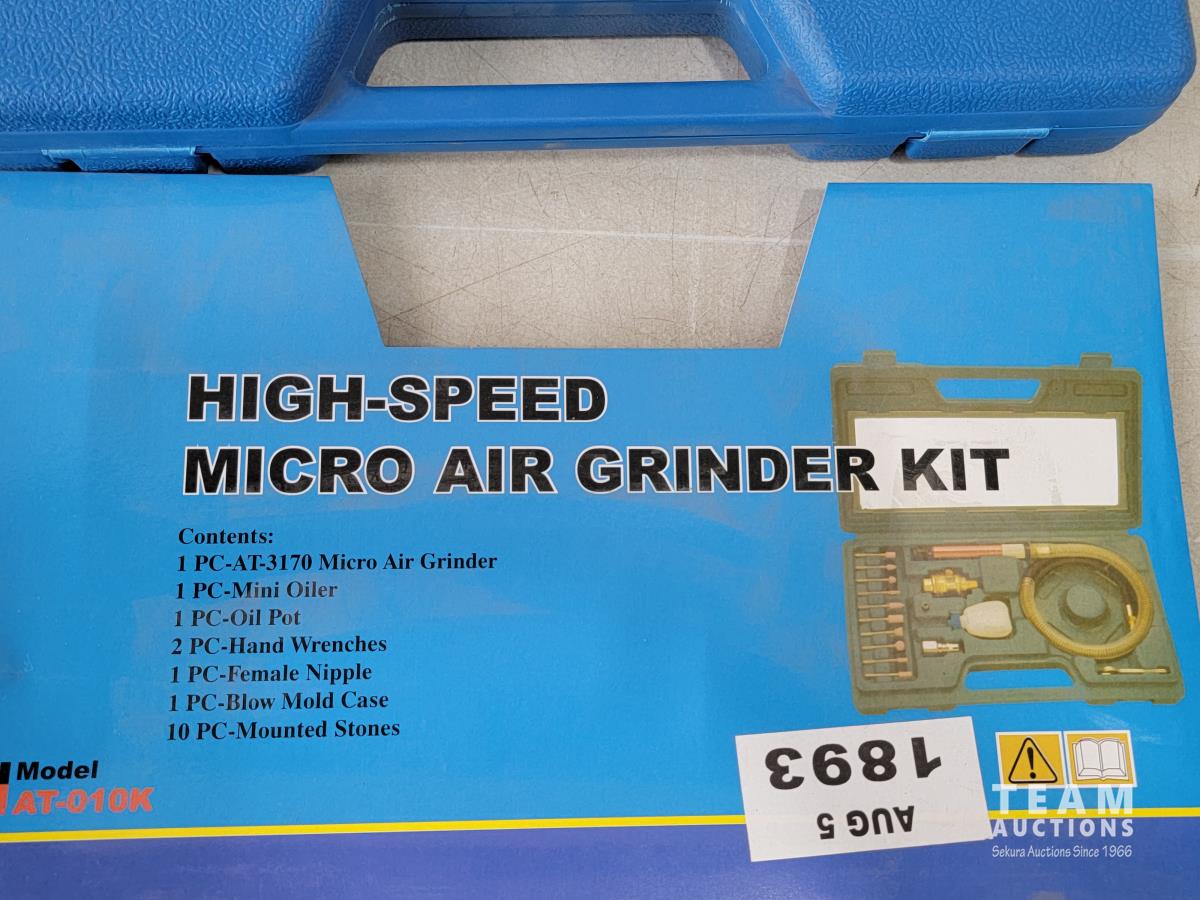 HIGH-SPEED
MICRO AIR GRINDER KIT
Contents:
1 PC-AT-3170 Micro Air Grinder
1 PC-Mini Oiler
1 PC-Oil Pot
2 PC-Hand Wrenches
1 PC-Female Nipple
1 PC-Blow Mold Case
10 PC-Mounted Stones
Model
AT-010K
AUG 5
1893
TEAM
AUCTIONS
Sekura Auctions Since 1966